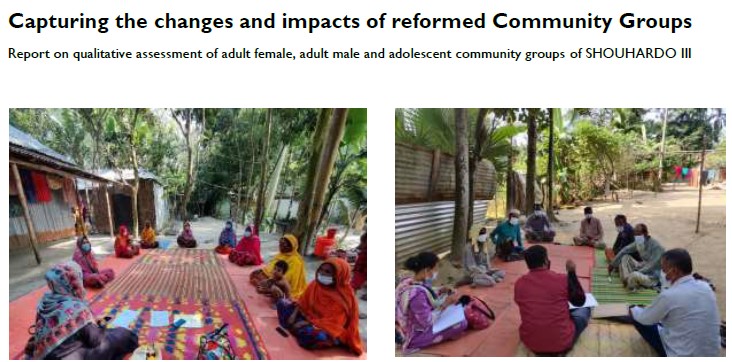 Capturing the changes and impacts of reformed Community Groups
Report on qualitative assessment of adult female, adult male and adolescent community groups of SHOUHARDO III